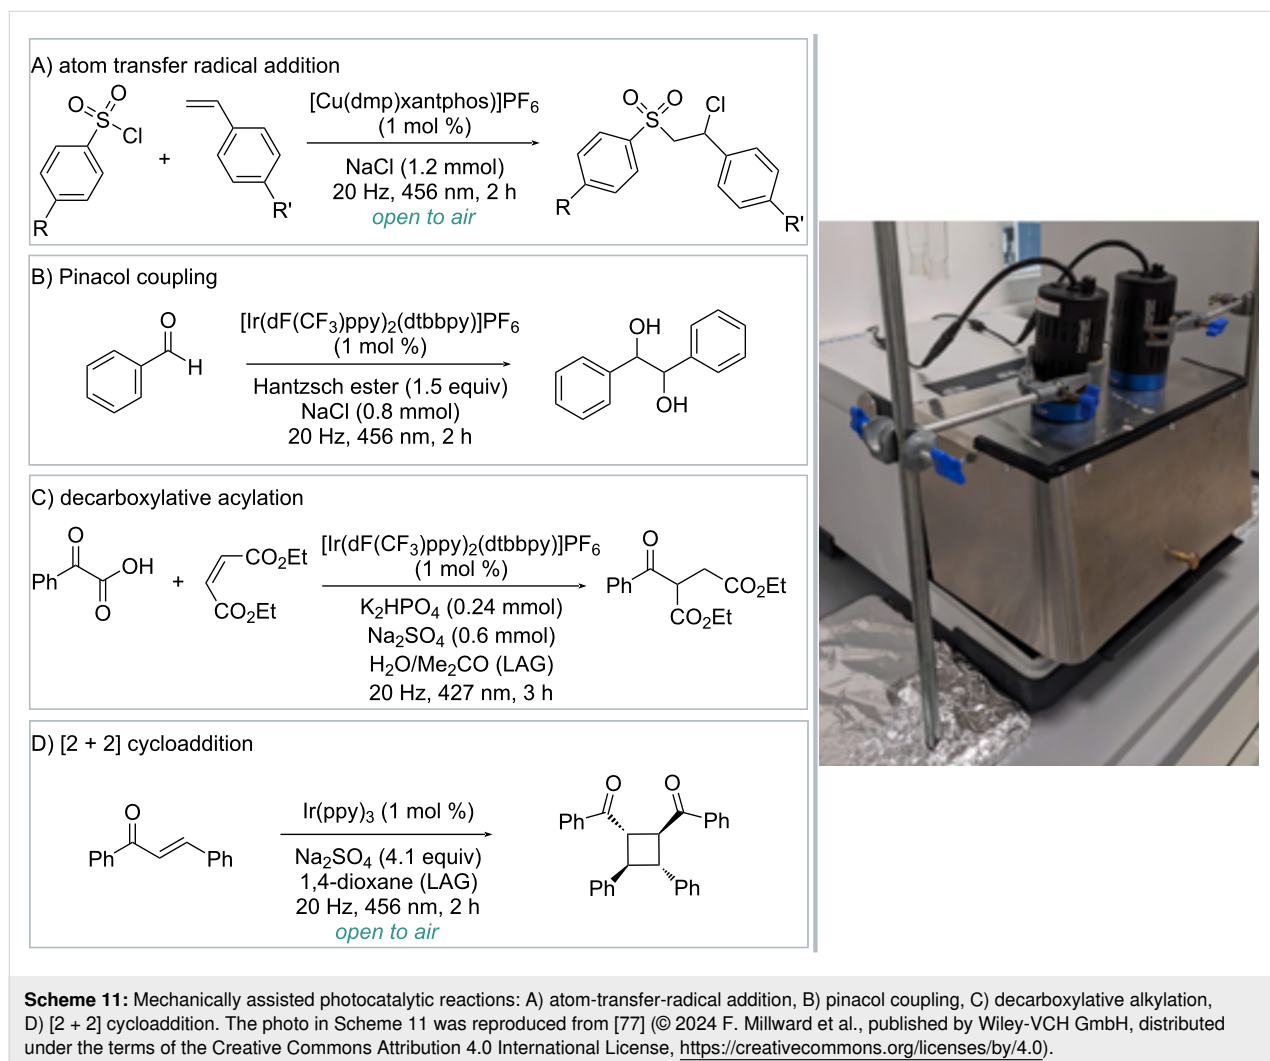 A) atom transfer radical addition
O
O
S
Cl
R
+
R'
[Cu(dmp)xantphos)]PF6
(1 mol %)
NaCl (1.2 mmol)
20 Hz, 456 nm, 2 h
open to air
O
O
S
Cl
R
R'
B) Pinacol coupling
O
H
[Ir(dF(CF3)ppy)2(dtbbpy)]PF6
(1 mol %)
Hantzsch ester (1.5 equiv)
NaCl (0.8 mmol)
20 Hz, 456 nm, 2 h
OH
OH
C) decarboxylative acylation
O
Ph
OH
O
+
CO2Et
CO2Et
[Ir(dF(CF3)ppy)2(dtbbpy)]PF6
(1 mol %)
K2HPO4 (0.24 mmol)
Na2SO4 (0.6 mmol)
H2O/Me2CO (LAG)
20 Hz, 427 nm, 3 h
O
Ph
CO2Et
CO2Et
D) [2 + 2] cycloaddition
O
Ph
Ph
Ir(ppy)3 (1 mol %)
Na2SO4 (4.1 equiv)
1,4-dioxane (LAG)
20 Hz, 456 nm, 2 h
open to air
O
O
Ph
Ph
Ph
Ph
Scheme 11: Mechanically assisted photocatalytic reactions: A) atom-transfer-radical addition, B) pinacol coupling, C) decarboxylative alkylation,
D) [2 + 2] cycloaddition. The photo in Scheme 11 was reproduced from [77] (© 2024 F. Millward et al., published by Wiley-VCH GmbH, distributed
under the terms of the Creative Commons Attribution 4.0 International License, https://creativecommons.org/licenses/by/4.0).